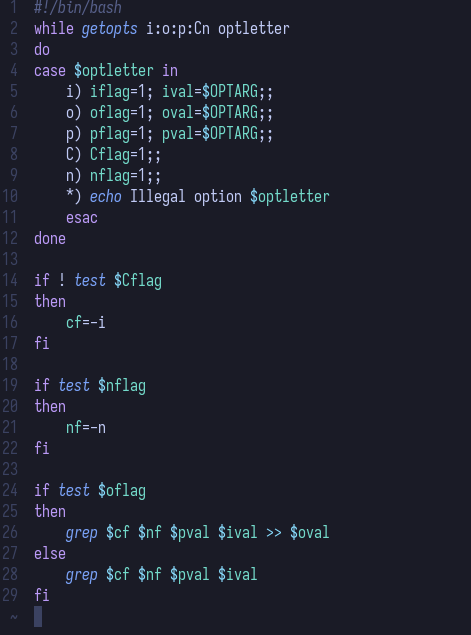 1 #!/bin/bash
2 while getopts i:o:p:Cn optletter
3 do
4 case $optletter in
5     i) iflag=1; ival=$OPTARG;;
6     o) oflag=1; oval=$OPTARG;;
7     p) pflag=1; pval=$OPTARG;;
8     C) Cflag=1;;
9     n) nflag=1;;
10     *) echo Illegal option $optletter
11     esac
12 done
13
14 if ! test $Cflag
15 then
16     cf=-i
17 fi
18
19 if test $nflag
20 then
21     nf=-n
22 fi
23
24 if test $oflag
25 then
26     grep $cf $nf $pval $ival >> $oval
27 else
28     grep $cf $nf $pval $ival
29 fi
~